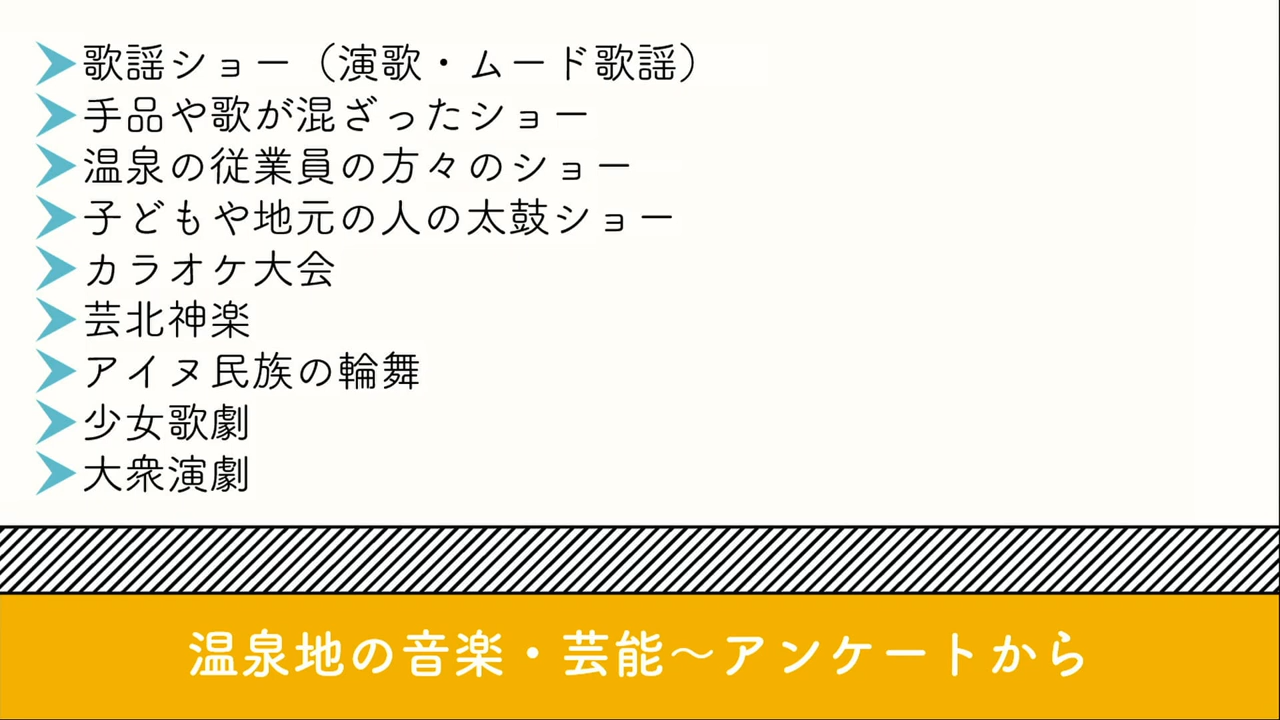 歌謡ショー（演歌・ムード歌謡）
手品や歌が混ざったショー
温泉の従業員の方々のショー
子どもや地元の人の太鼓ショー
カラオケ大会
芸北神楽
アイヌ民族の輪舞
少女歌劇
大衆演劇
温泉地の音楽・芸能～アンケートから